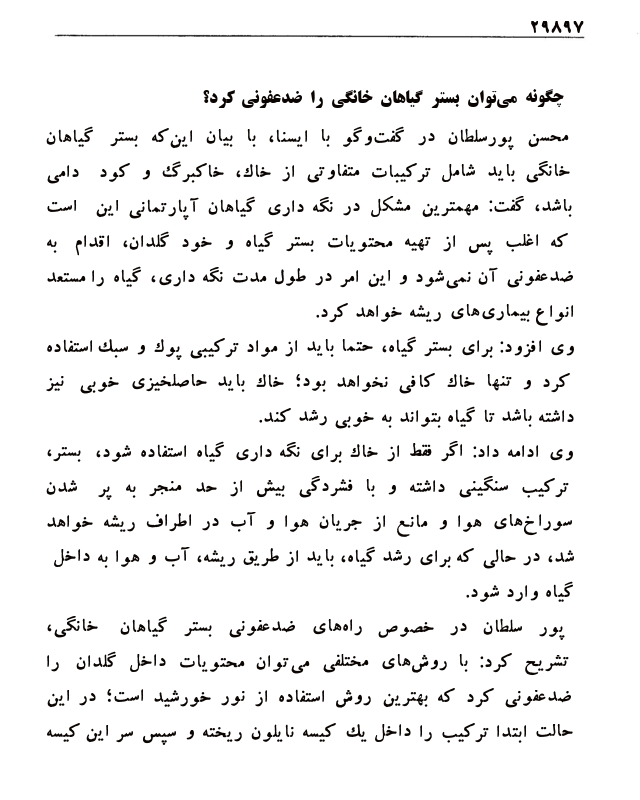 ۲۹۸۹۷
چگونه می‌توان بستر گیاهان خانگی را ضدعفونی کرد؟
محسن پورسلطان در گفت‌وگو با ایسنا، با بیان این‌که بستر گیاهان
خانگی باید شامل ترکیبات متفاوتی از خاك، خاکبرگ و کود دامی
باشد، گفت: مهمترین مشکل در نگه داری گیاهان آپارتمانی این است
که اغلب پس از تهیه محتویات بستر گیاه و خود گلدان، اقدام به
ضدعفونی آن نمی‌شود و این امر در طول مدت نگه داری، گیاه را مستعد
انواع بیماری‌های ریشه خواهد کرد.
وی افزود: برای بستر گیاه، حتما باید از مواد ترکیبی پوك و سبك استفاده
کرد و تنها خاك کافی نخواهد بود؛ خاك باید حاصلخیزی خوبی نیز
داشته باشد تا گیاه بتواند به خوبی رشد کند.
وی ادامه داد: اگر فقط از خاك برای نگه داری گیاه استفاده شود، بستر،
ترکیب سنگینی داشته و با فشردگی بیش از حد منجر به پر شدن
سوراخ‌های هوا و مانع از جریان هوا و آب در اطراف ریشه خواهد
شد، در حالی که برای رشد گیاه، باید از طریق ریشه، آب و هوا به داخل
گیاه وارد شود.
پور سلطان در خصوص راه‌های ضدعفونی بستر گیاهان خانگی،
تشریح کرد: با روش‌های مختلفی می‌توان محتویات داخل گلدان را
ضدعفونی کرد که بهترین روش استفاده از نور خورشید است؛ در این
حالت ابتدا ترکیب را داخل یك کیسه نایلون ریخته و سپس سر این کیسه